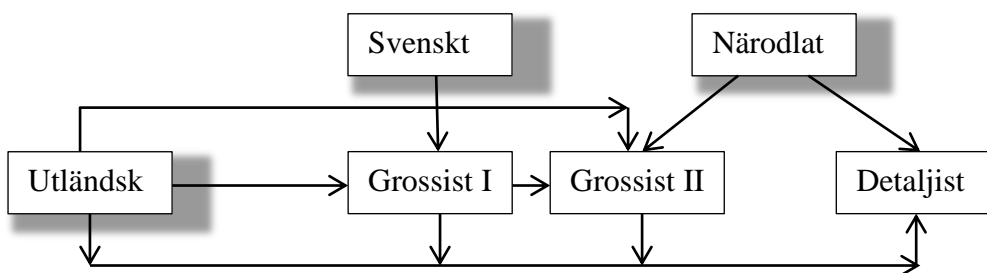 Svenskt
Närodlat
Utländsk
Grossist I
Grossist II
Detaljist